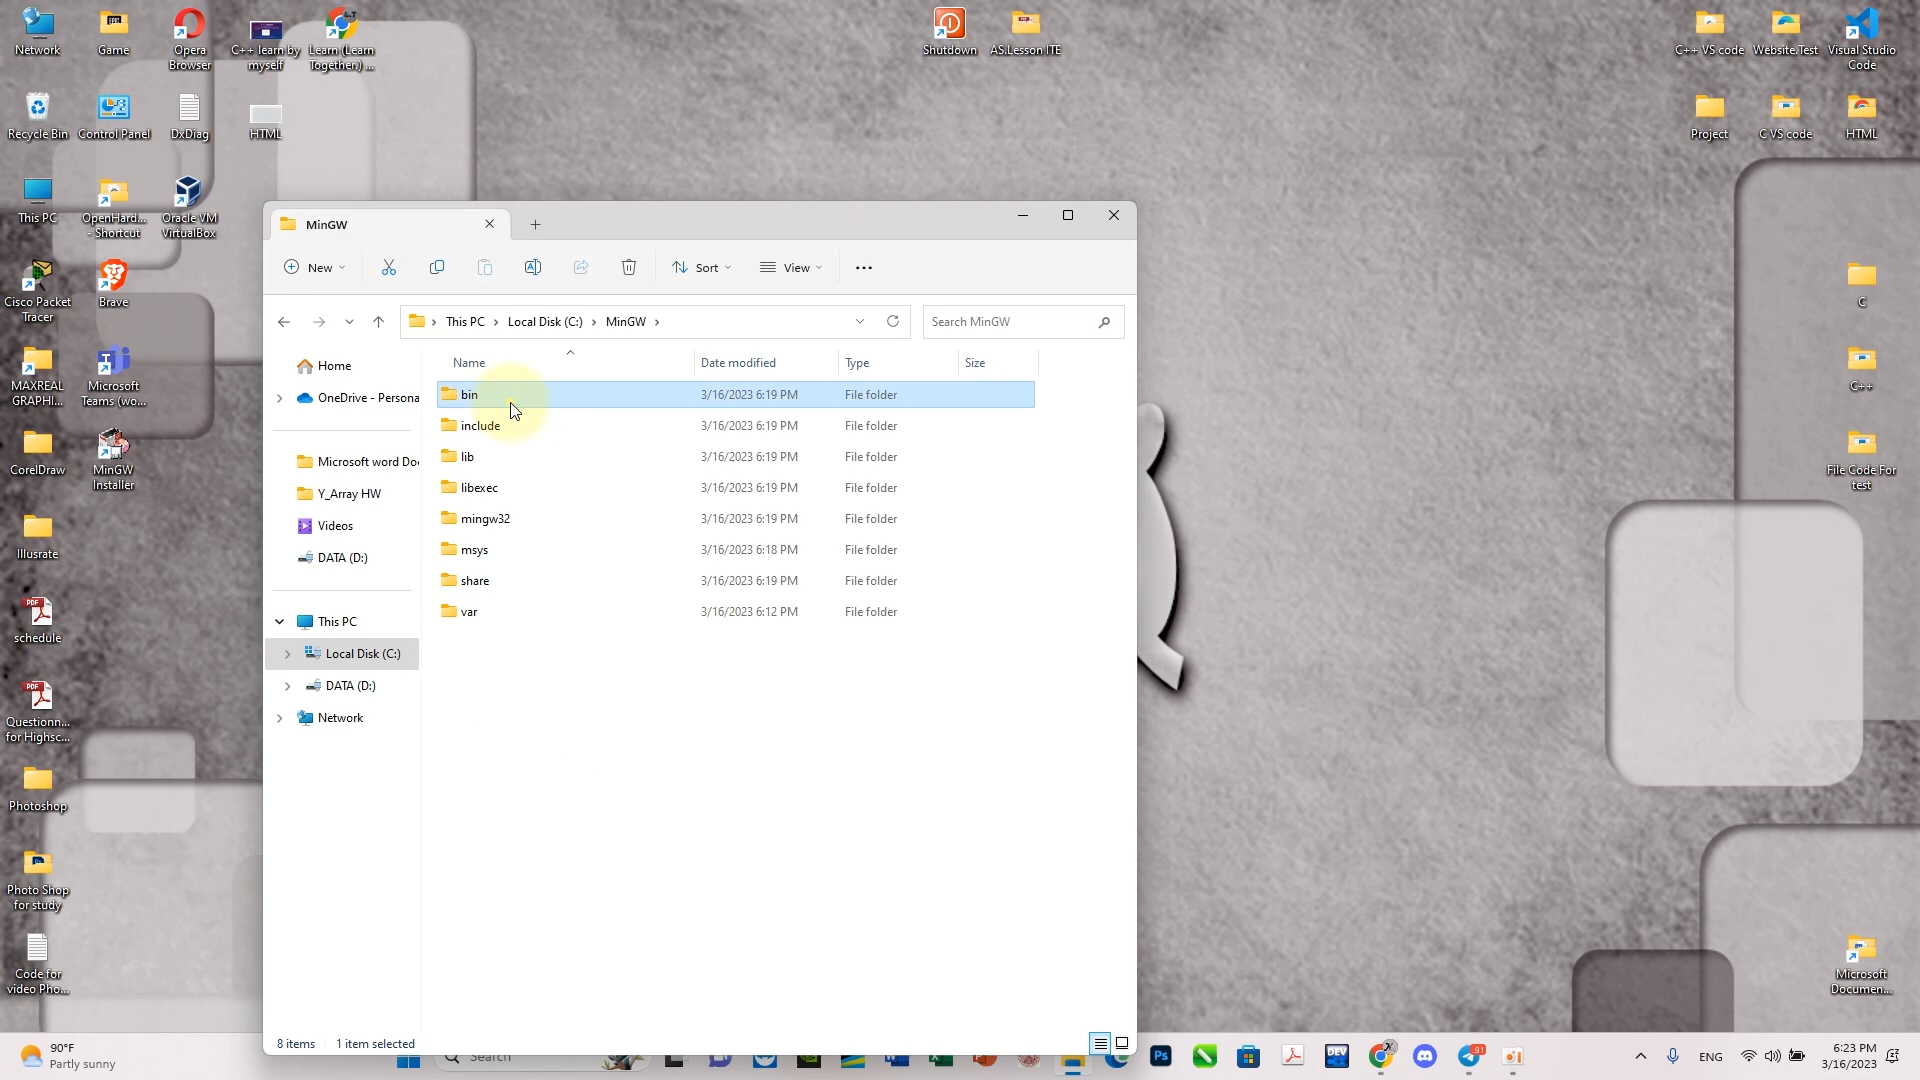 Network
Game
Opera
Browser
C++ learn by
myself
Learn (Learn
Together.) ...
Shutdown
AS.Lesson ITE
C++ VS code
Website.Test
Visual Studio
Code
Recycle Bin
Control Panel
DxDiag
HTML
Project
C VS code
HTML
This PC
OpenHard...
- Shortcut
Oracle VM
VirtualBox
Cisco Packet
Tracer
Brave
C
MAXREAL
GRAPHI...
Microsoft
Teams (wo...
C++
CorelDraw
MinGW
Installer
File Code For
test
Illusrate
schedule
Questionn...
for Highsc...
Photoshop
Photo Shop
for study
Code for
video Pho...
Microsoft
Documen...
MinGW
New
Sort
View
This PC > Local Disk (C:) > MinGW >
Search MinGW
Home
OneDrive - Persona
Microsoft word Do
Y_Array HW
Videos
DATA (D:)
This PC
Local Disk (C:)
DATA (D:)
Network
Name Date modified Type Size
bin 3/16/2023 6:19 PM File folder
include 3/16/2023 6:19 PM File folder
lib 3/16/2023 6:19 PM File folder
libexec 3/16/2023 6:19 PM File folder
mingw32 3/16/2023 6:19 PM File folder
msys 3/16/2023 6:18 PM File folder
share 3/16/2023 6:19 PM File folder
var 3/16/2023 6:12 PM File folder
8 items 1 item selected
90°F
Partly sunny
Search
Ps
DEV
91
ENG
6:23 PM
3/16/2023